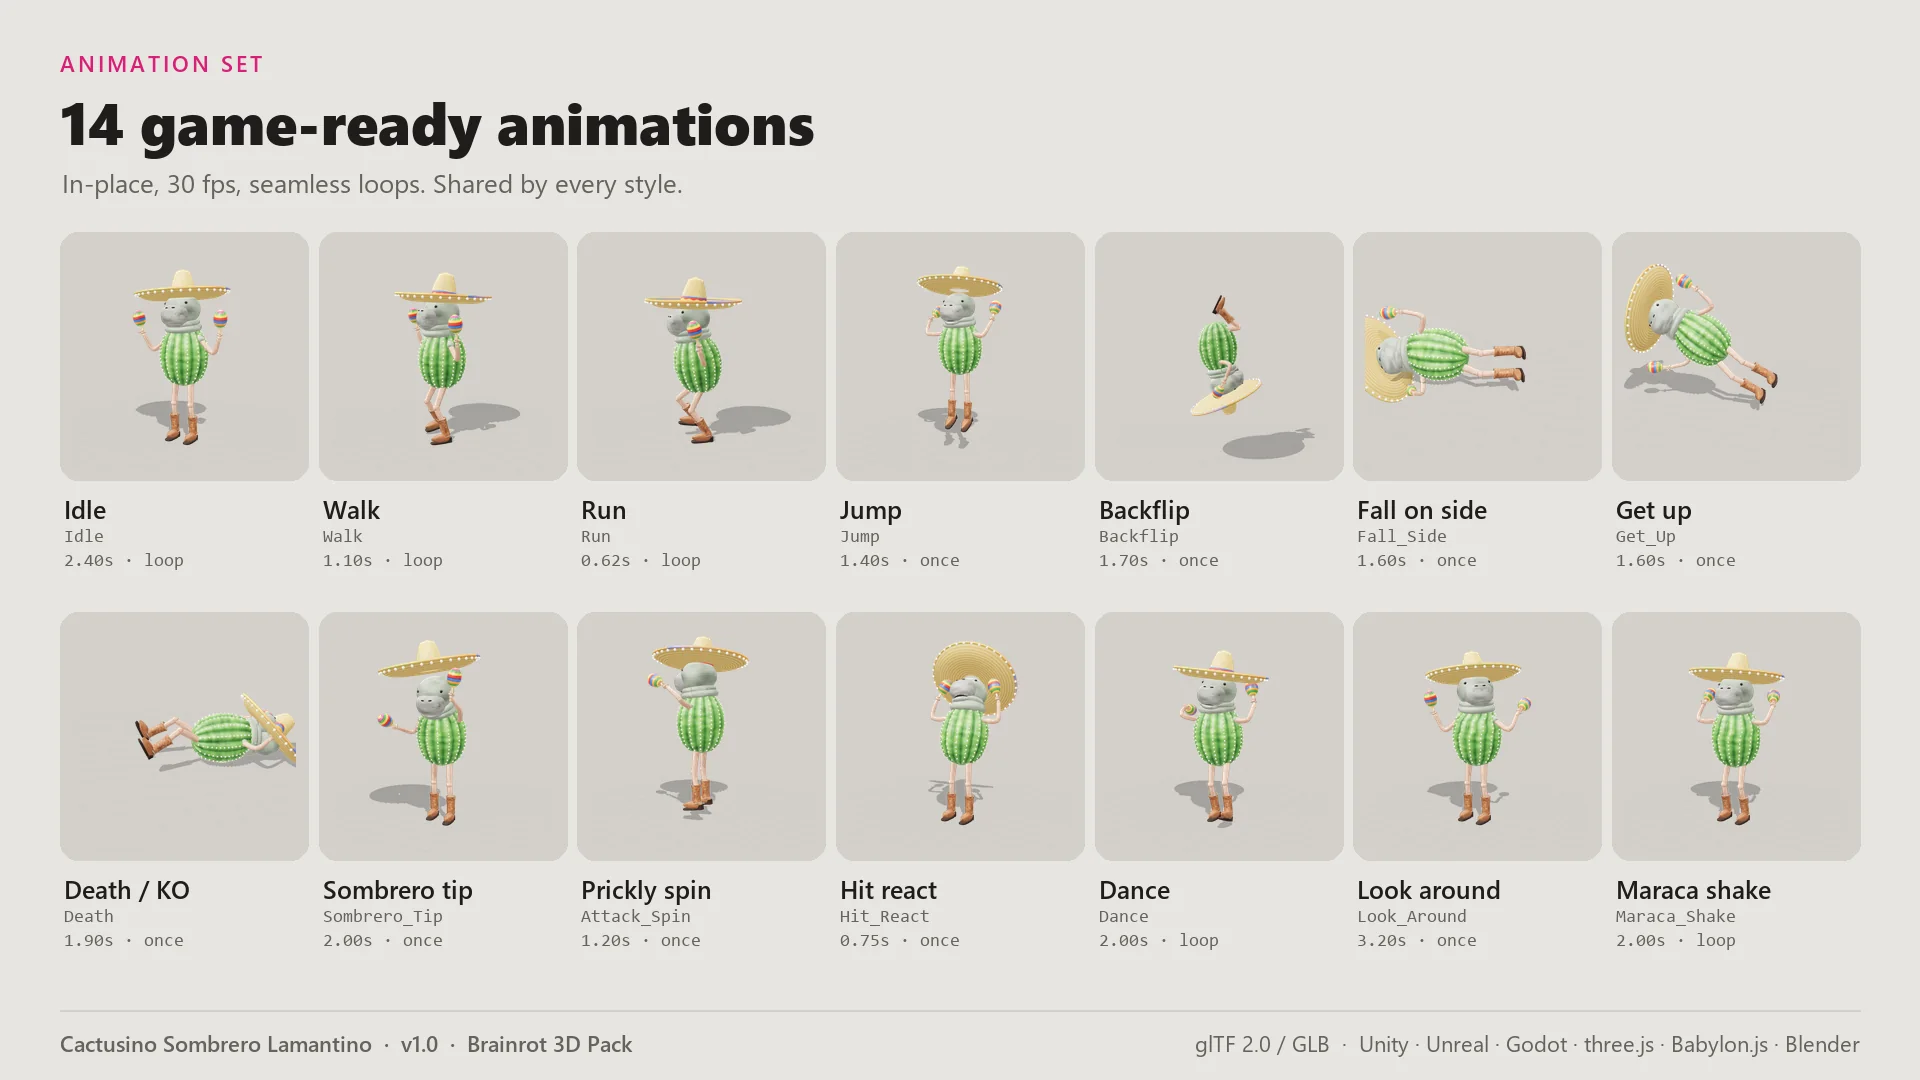 ANIMATION SET
14 game-ready animations
In-place, 30 fps, seamless loops. Shared by every style.
Idle
Idle
2.40s · loop
Walk
Walk
1.10s · loop
Run
Run
0.62s · loop
Jump
Jump
1.40s · once
Backflip
Backflip
1.70s · once
Fall on side
Fall_Side
1.60s · once
Get up
Get_Up
1.60s · once
Death / KO
Death
1.90s · once
Sombrero tip
Sombrero_Tip
2.00s · once
Prickly spin
Attack_Spin
1.20s · once
Hit react
Hit_React
0.75s · once
Dance
Dance
2.00s · loop
Look around
Look_Around
3.20s · once
Maraca shake
Maraca_Shake
2.00s · loop
Cactusino Sombrero Lamantino · v1.0 · Brainrot 3D Pack
glTF 2.0 / GLB · Unity · Unreal · Godot · three.js · Babylon.js · Blender